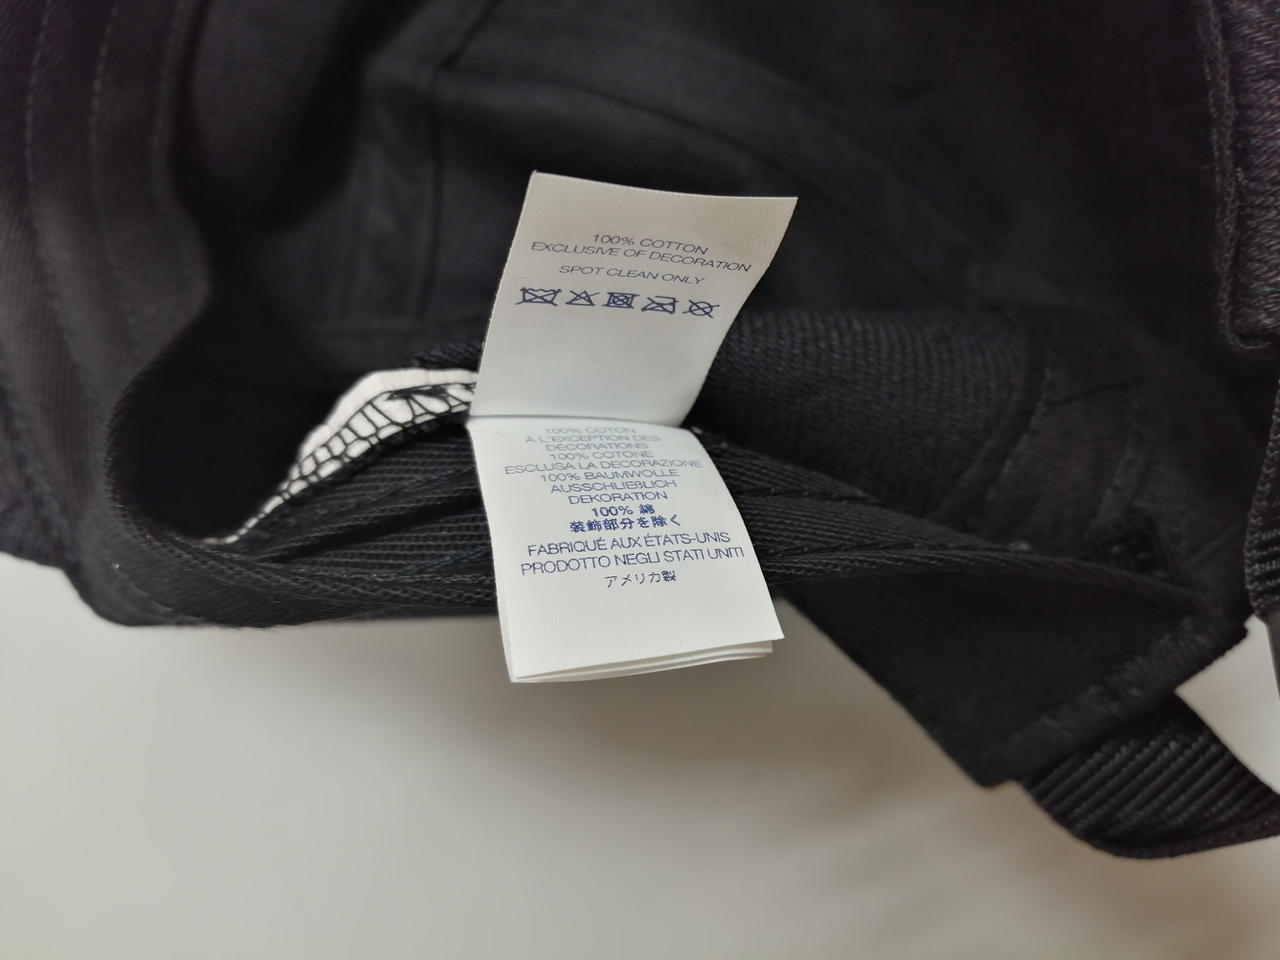 100% COTTON
EXCLUSIVE OF DECORATION
SPOT CLEAN ONLY
100% COTON
À L'EXCEPTION DES
DÉCORATIONS
100% COTONE
ESCLUSA LA DECORAZIONE
100% BAUMWOLLE
AUSSCHLIEBLICH
DEKORATION
100% 綿
装飾部分を除く
FABRIQUÉ AUX ÉTATS-UNIS
PRODOTTO NEGLI STATI UNITI
アメリカ製